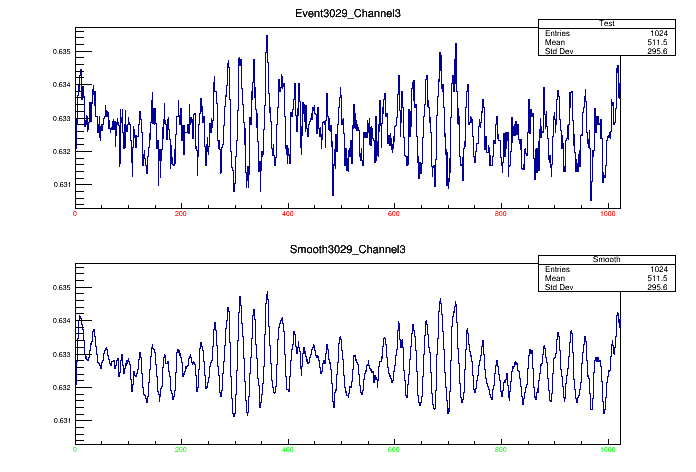 Event3029_Channel3
Test
Entries 1024
Mean 511.5
Std Dev 295.6
0.635
0.634
0.633
0.632
0.631
0 200 400 600 800 1000
Smooth3029_Channel3
Smooth
Entries 1024
Mean 511.5
Std Dev 295.6
0.635
0.634
0.633
0.632
0.631
0 200 400 600 800 1000